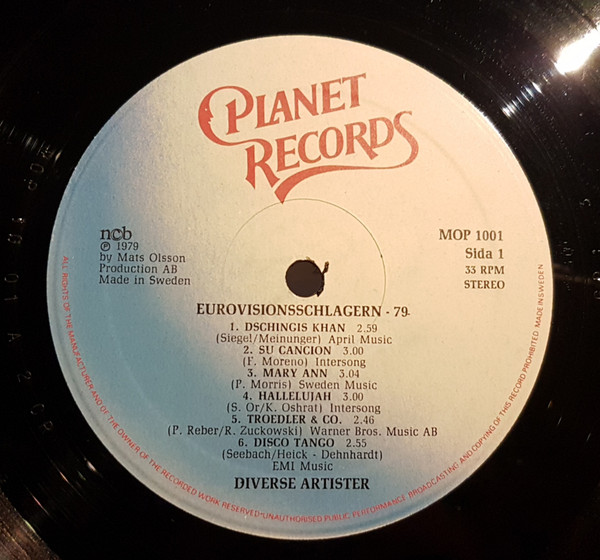 PLANET
RECORDS
ncb
℗ 1979
by Mats Olsson
Production AB
Made in Sweden
MOP 1001
Sida 1
33 RPM
STEREO
EUROVISIONSSCHLAGERN - 79
1. DSCHINGIS KHAN 2.59
(Siegel/Meinunger) April Music
2. SU CANCION 3.00
(F. Moreno) Intersong
3. MARY ANN 3.04
(P. Morris) Sweden Music
4. HALLELUJAH 3.00
(S. Or/K. Oshrat) Intersong
5. TROEDLER & CO. 2.46
(P. Reber/R. Zuckowski) Warner Bros. Music AB
6. DISCO TANGO 2.55
(Seebach/Heick - Dehnhardt)
EMI Music
DIVERSE ARTISTER
ALL RIGHTS OF THE MANUFACTURER AND OF THE OWNER OF THE RECORDED WORK RESERVED•UNAUTHORISED PUBLIC PERFORMANCE BROADCASTING AND COPYING OF THIS RECORD PROHIBITED. MADE IN SWEDEN